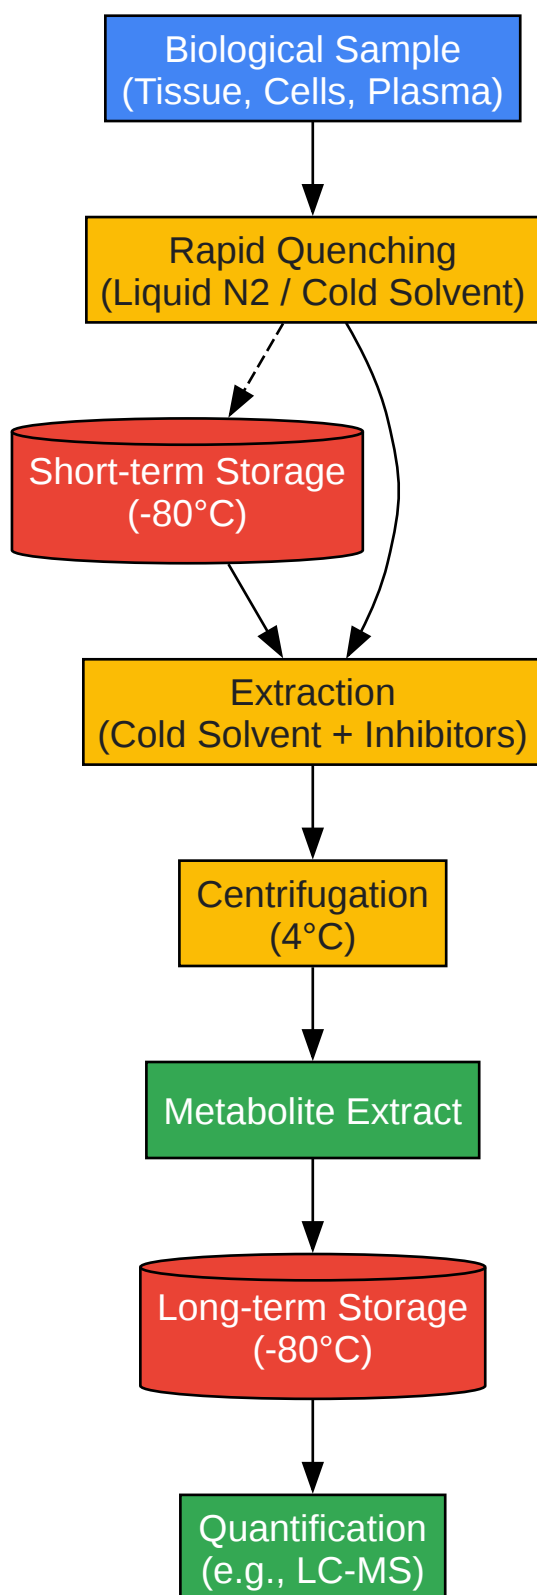 Biological Sample
(Tissue, Cells, Plasma)
Rapid Quenching
(Liquid N2 / Cold Solvent)
Short-term Storage
(-80°C)
Extraction
(Cold Solvent + Inhibitors)
Centrifugation
(4°C)
Metabolite Extract
Long-term Storage
(-80°C)
Quantification
(e.g., LC-MS)